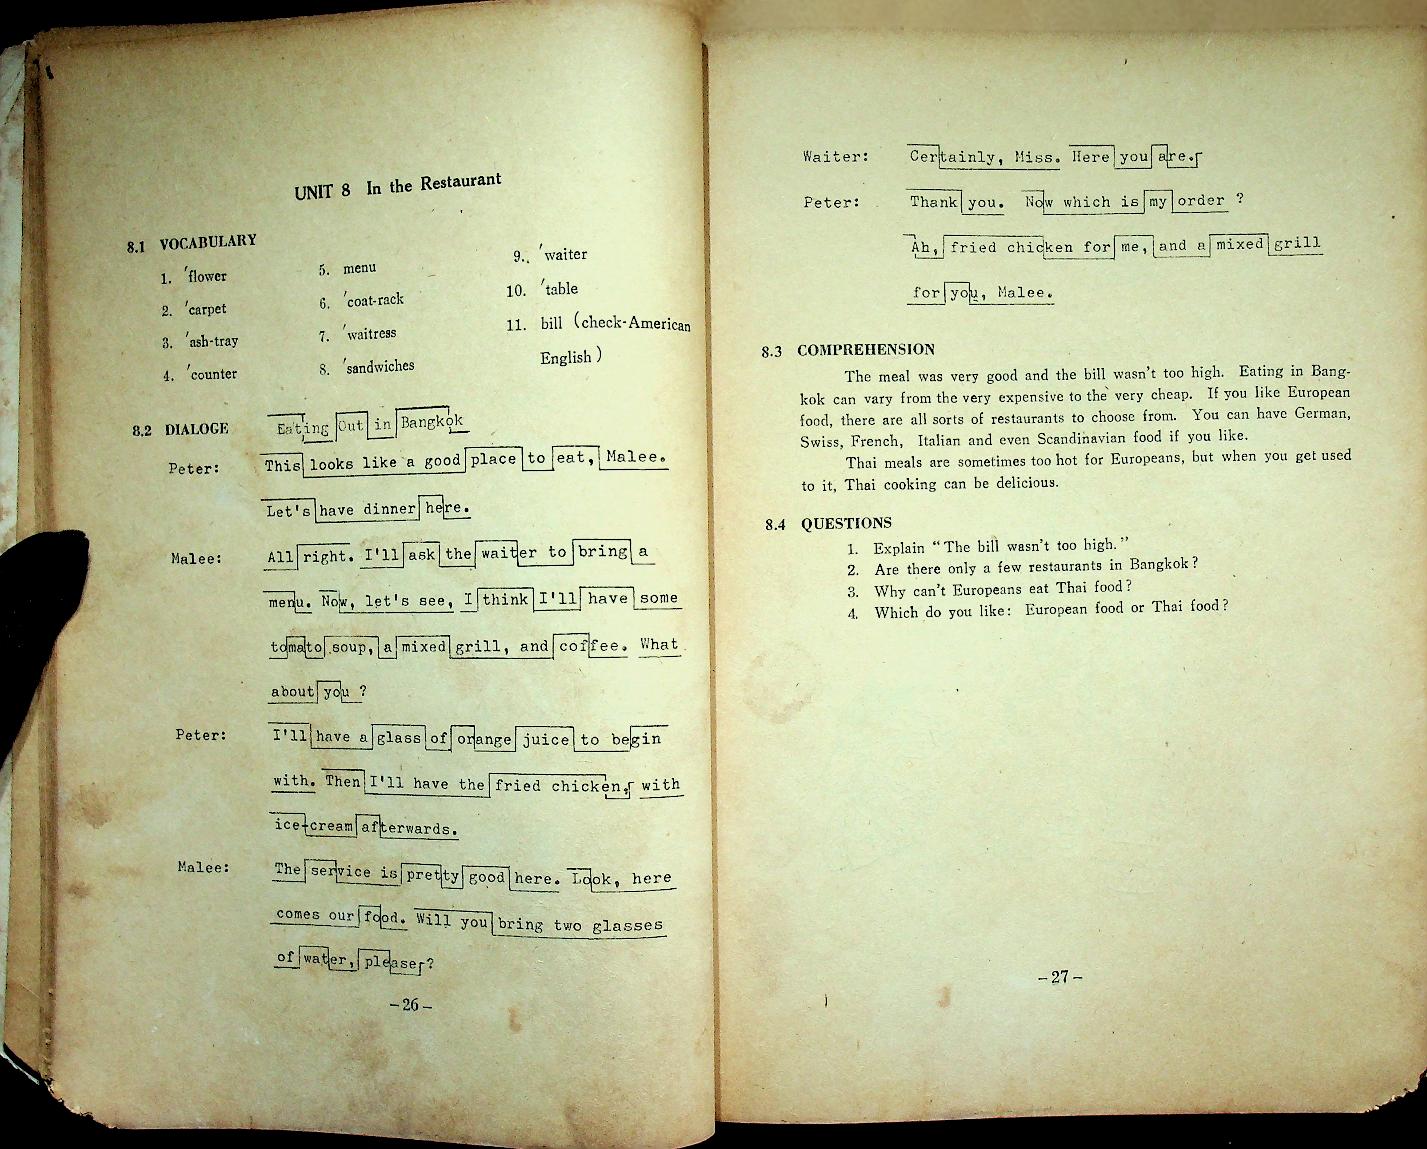 UNIT 8 In the Restaurant
8.1 VOCABULARY
1. 'flower
2. 'carpet
3. 'ash-tray
4. 'counter
5. menu
6. 'coat-rack
7. 'waitress
8. 'sandwiches
9. 'waiter
10. 'table
11. bill (check-American
English)
8.2 DIALOGE
Eating Out in Bangkok
Peter: This looks like a good place to eat, Malee.
Let's have dinner here.
Malee: All right. I'll ask the waiter to bring a
menu. Now, let's see, I think I'll have some
tomato soup, a mixed grill, and coffee. What
about you ?
Peter: I'll have a glass of orange juice to begin
with. Then I'll have the fried chicken, with
ice-cream afterwards.
Malee: The service is pretty good here. Look, here
comes our food. Will you bring two glasses
of water, please?
-26-
Waiter: Certainly, Miss. Here you are.
Peter: Thank you. Now which is my order ?
Ah, fried chicken for me, and a mixed grill
for you, Malee.
8.3 COMPREHENSION
The meal was very good and the bill wasn't too high. Eating in Bang-
kok can vary from the very expensive to the very cheap. If you like European
food, there are all sorts of restaurants to choose from. You can have German,
Swiss, French, Italian and even Scandinavian food if you like.
Thai meals are sometimes too hot for Europeans, but when you get used
to it, Thai cooking can be delicious.
8.4 QUESTIONS
1. Explain "The bill wasn't too high."
2. Are there only a few restaurants in Bangkok?
3. Why can't Europeans eat Thai food?
4. Which do you like: European food or Thai food?
-27-